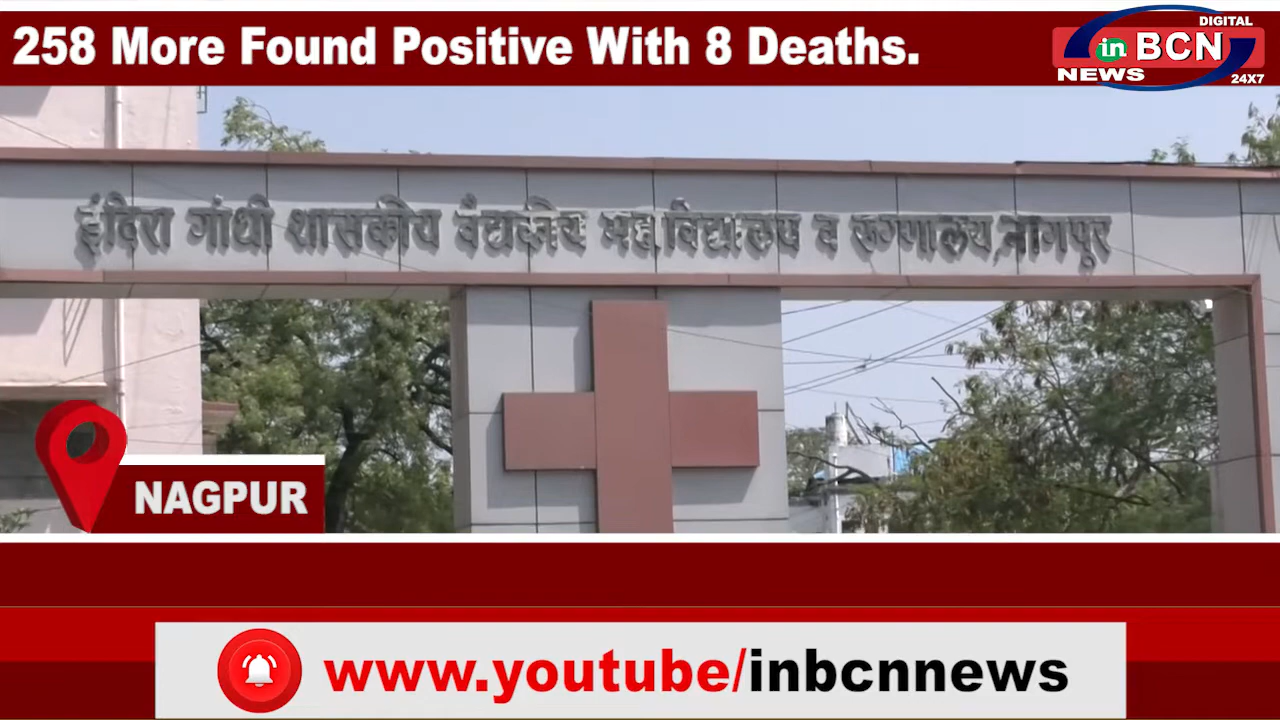 258 More Found Positive With 8 Deaths.
DIGITAL
in BCN
NEWS
24X7
इंदिरा गांधी शासकीय वैद्यकीय महाविद्यालय व रुग्णालय, नागपूर
NAGPUR
www.youtube/inbcnnews